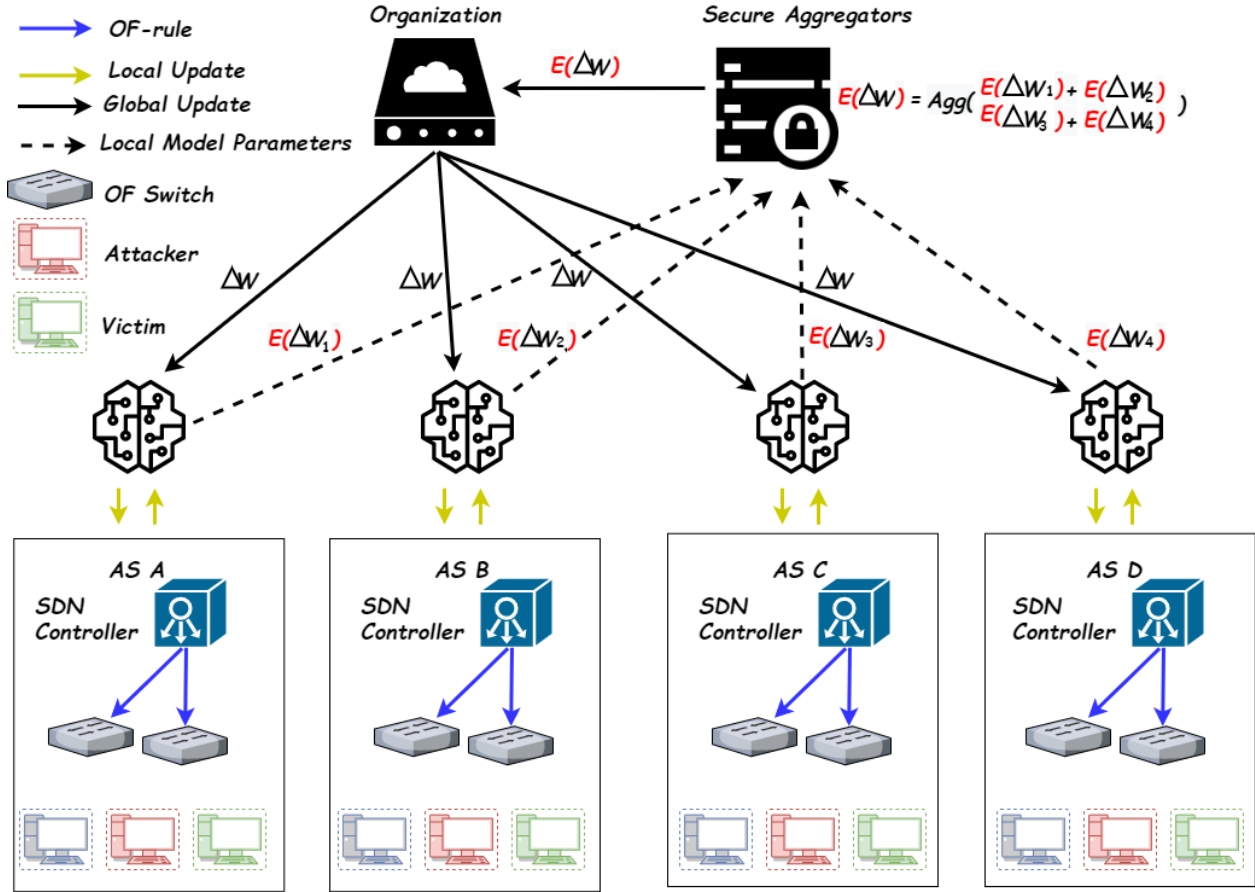 OF-rule
Local Update
Global Update
Local Model Parameters
OF Switch
Attacker
Victim
Organization
Secure Aggregators
E(ΔW)
E(ΔW) = Agg(E(ΔW₁) + E(ΔW₂)
E(ΔW₃) + E(ΔW₄))
ΔW
ΔW
ΔW
ΔW
E(ΔW₁)
E(ΔW₂)
E(ΔW₃)
E(ΔW₄)
AS A
SDN
Controller
AS B
SDN
Controller
AS C
SDN
Controller
AS D
SDN
Controller